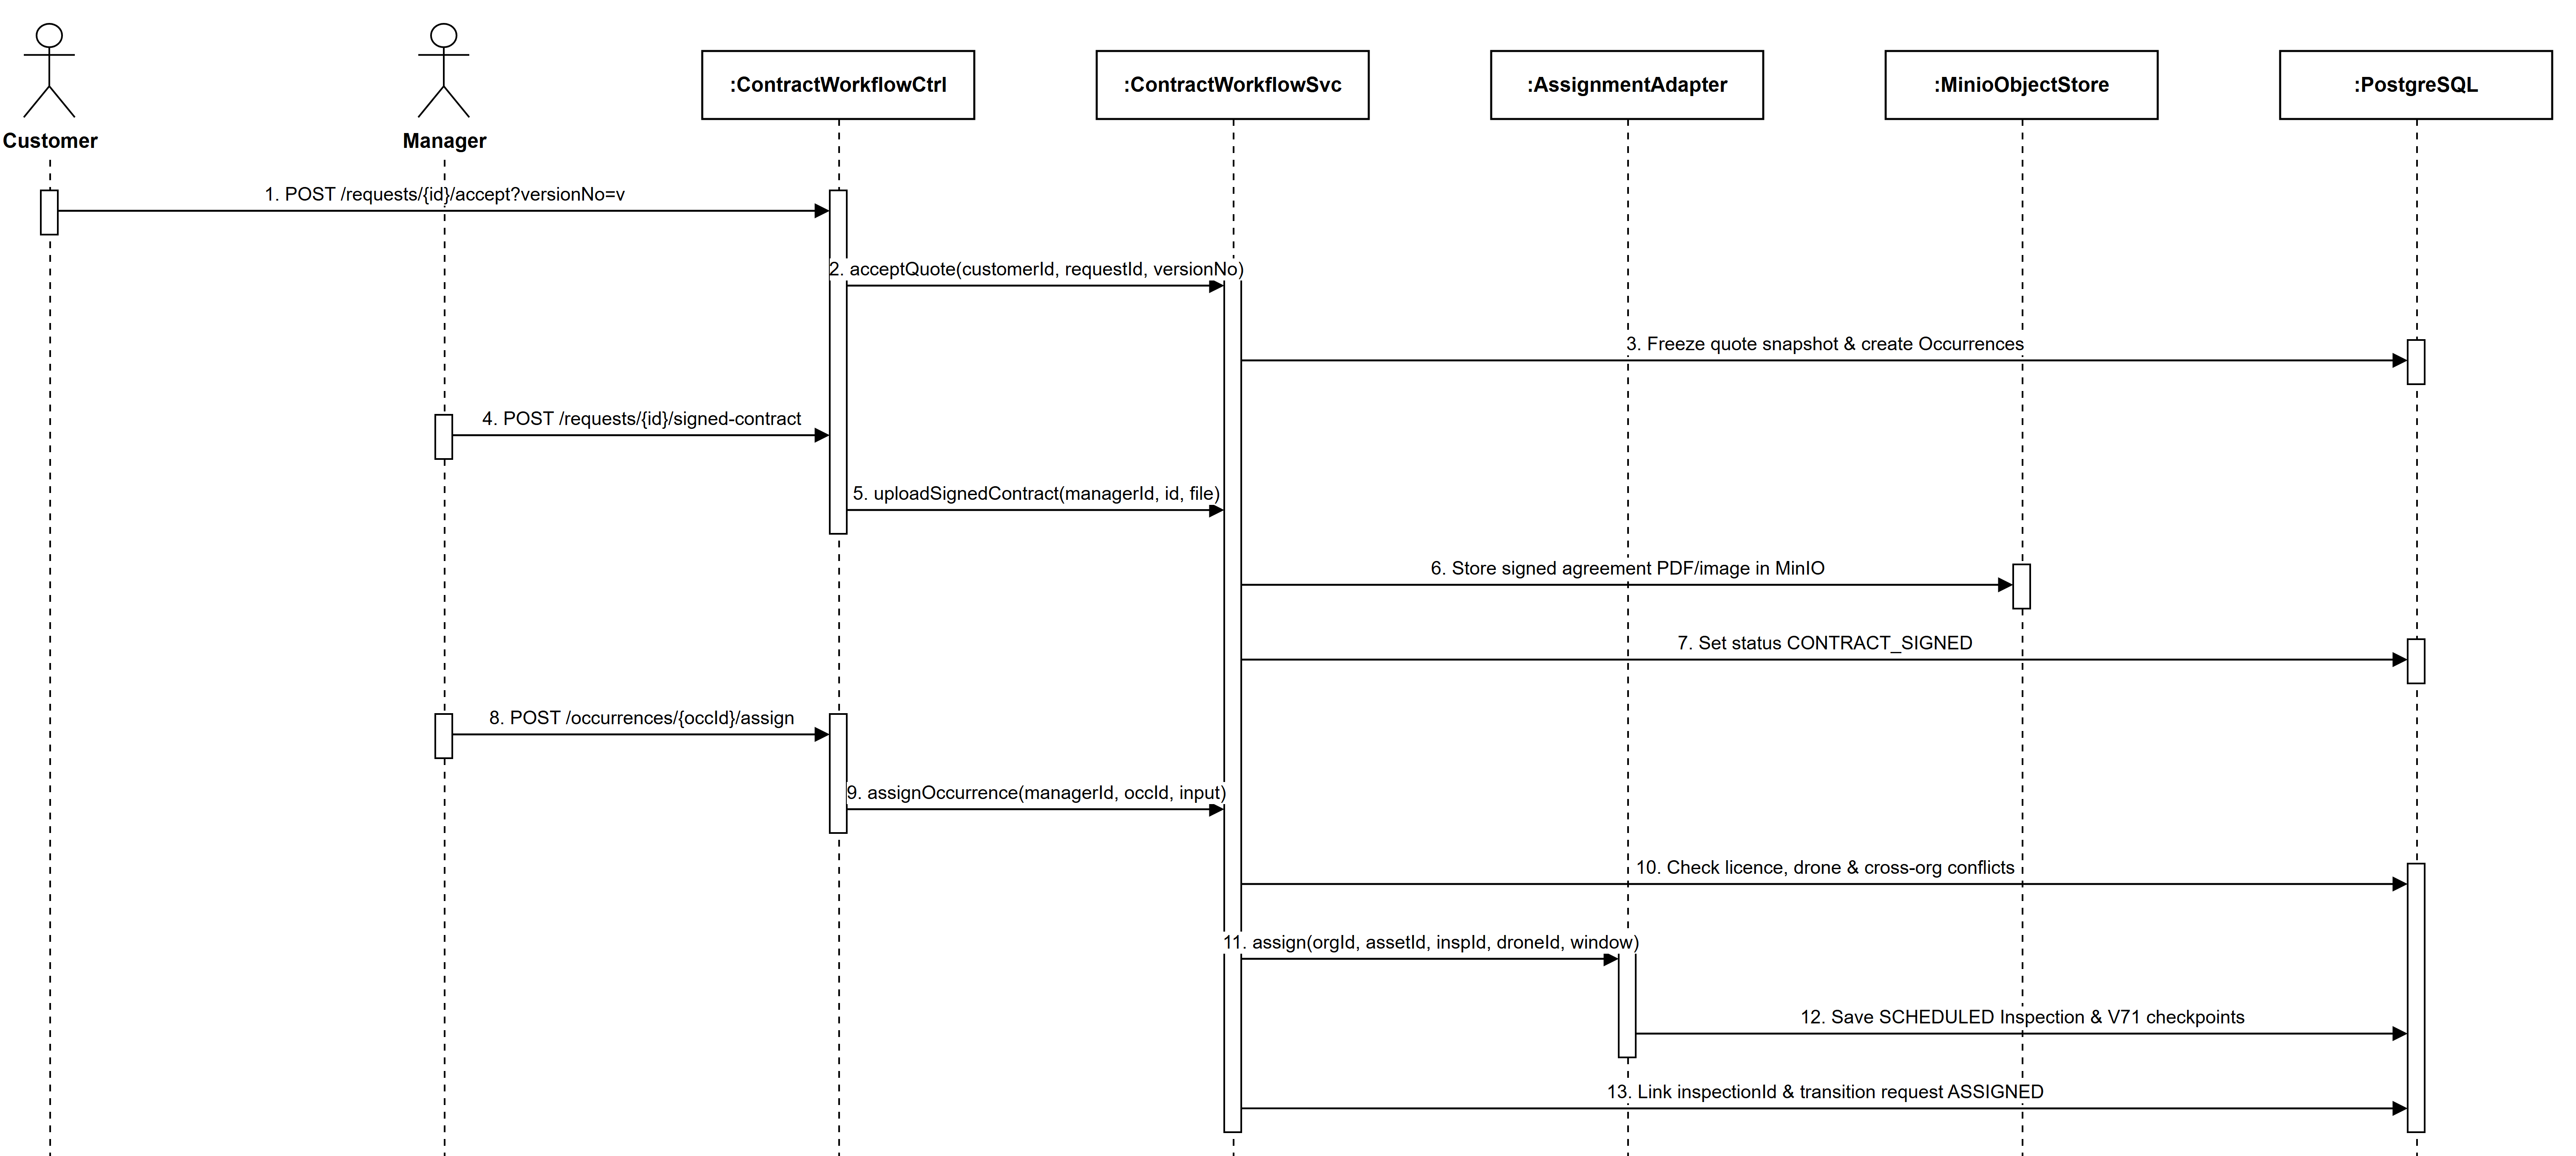 :ContractWorkflowCtrl
:ContractWorkflowSvc
:AssignmentAdapter
:MinioObjectStore
:PostgreSQL
Customer
Manager
1. POST /requests/{id}/accept?versionNo=v
2. acceptQuote(customerId, requestId, versionNo)
3. Freeze quote snapshot & create Occurrences
4. POST /requests/{id}/signed-contract
5. uploadSignedContract(managerId, id, file)
6. Store signed agreement PDF/image in MinIO
7. Set status CONTRACT_SIGNED
8. POST /occurrences/{occId}/assign
9. assignOccurrence(managerId, occId, input)
10. Check licence, drone & cross-org conflicts
11. assign(orgId, assetId, inspId, droneId, window)
12. Save SCHEDULED Inspection & V71 checkpoints
13. Link inspectionId & transition request ASSIGNED